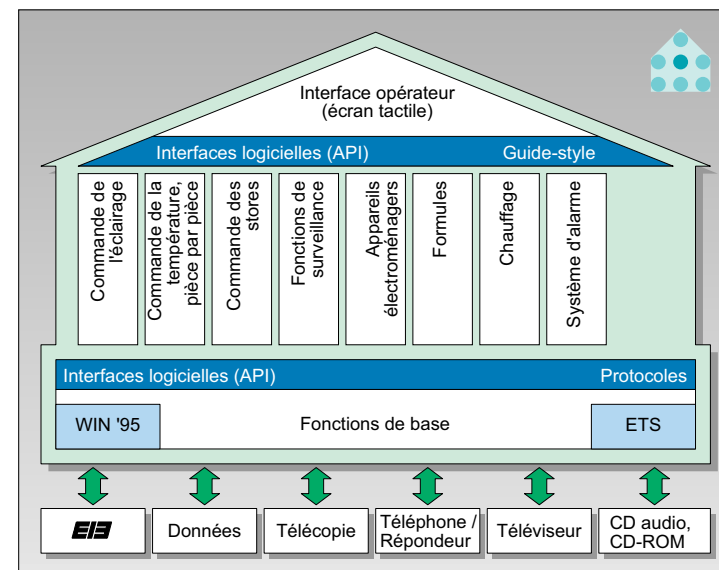 Interface opérateur
(écran tactile)
Interfaces logicielles (API) Guide-style
Commande de
l'éclairage
Commande de la
température,
pièce par pièce
Commande des
stores
Fonctions de
surveillance
Appareils
électroménagers
Formules
Chauffage
Système d'alarme
Interfaces logicielles (API) Protocoles
WIN '95
Fonctions de base
ETS
EIB
Données
Télécopie
Téléphone /
Répondeur
Téléviseur
CD audio,
CD-ROM